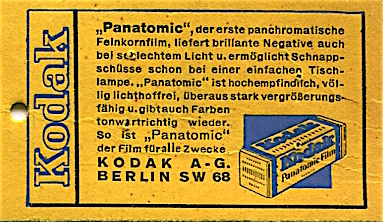 Kodak
„Panatomic“, der erste panchromatische
Feinkornfilm, liefert brillante Negative auch
bei schlechtem Licht u. ermöglicht Schnapp-
schüsse schon bei einer einfachen Tisch-
lampe. „Panatomic“ ist hochempfindlich, völ-
lig lichthoffrei, überaus stark vergrößerungs-
fähig u. gibt auch Farben
tonwertrichtig wieder.
So ist „Panatomic“
der Film für alle Zwecke
KODAK A-G.
BERLIN SW 68
Kodak
Kodak
Panatomic Film